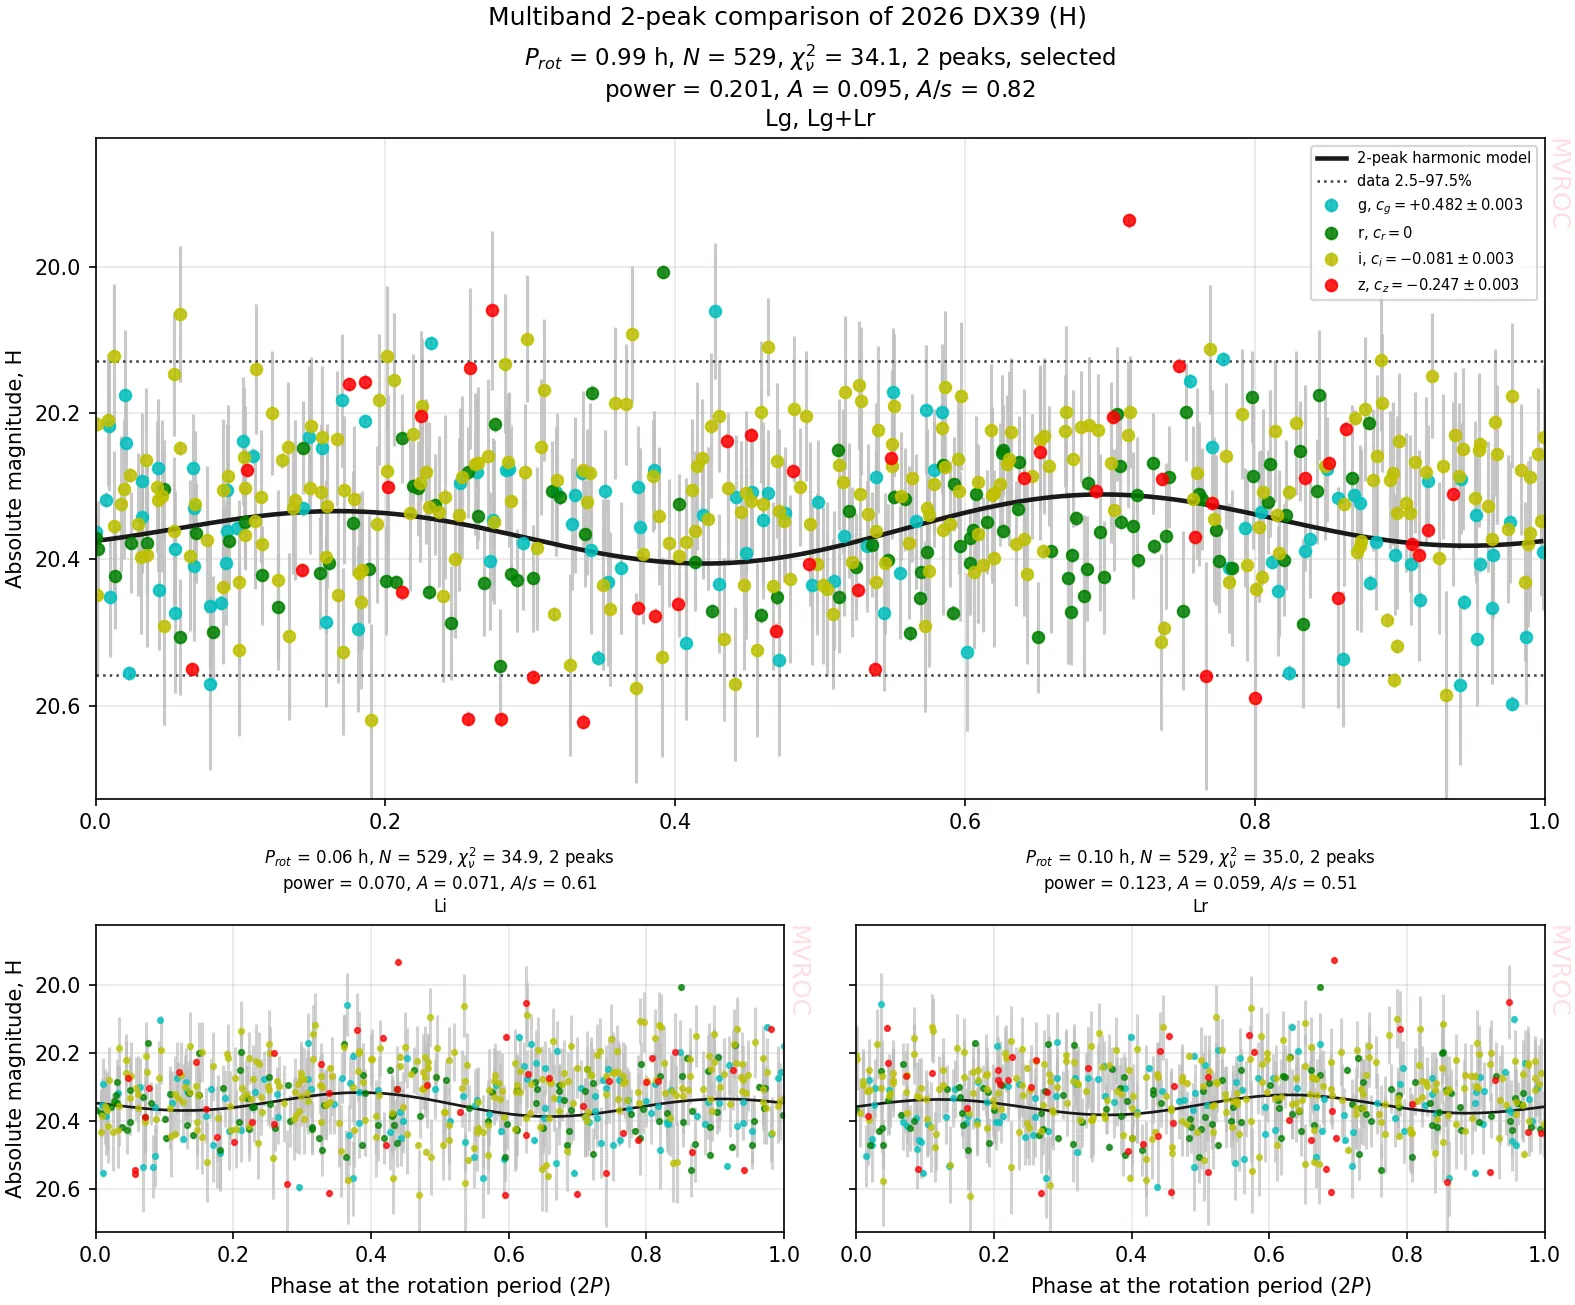 Multiband 2-peak comparison of 2026 DX39 (H)
P_rot = 0.99 h, N = 529, χ²_ν = 34.1, 2 peaks, selected
power = 0.201, A = 0.095, A/s = 0.82
Lg, Lg+Lr
MVROC
2-peak harmonic model
data 2.5–97.5%
g, c_g = +0.482 ± 0.003
r, c_r = 0
i, c_i = −0.081 ± 0.003
z, c_z = −0.247 ± 0.003
Absolute magnitude, H
20.0
20.2
20.4
20.6
0.0 0.2 0.4 0.6 0.8 1.0
P_rot = 0.06 h, N = 529, χ²_ν = 34.9, 2 peaks
power = 0.070, A = 0.071, A/s = 0.61
Li
MVROC
Absolute magnitude, H
20.0
20.2
20.4
20.6
0.0 0.2 0.4 0.6 0.8 1.0
Phase at the rotation period (2P)
P_rot = 0.10 h, N = 529, χ²_ν = 35.0, 2 peaks
power = 0.123, A = 0.059, A/s = 0.51
Lr
MVROC
0.0 0.2 0.4 0.6 0.8 1.0
Phase at the rotation period (2P)